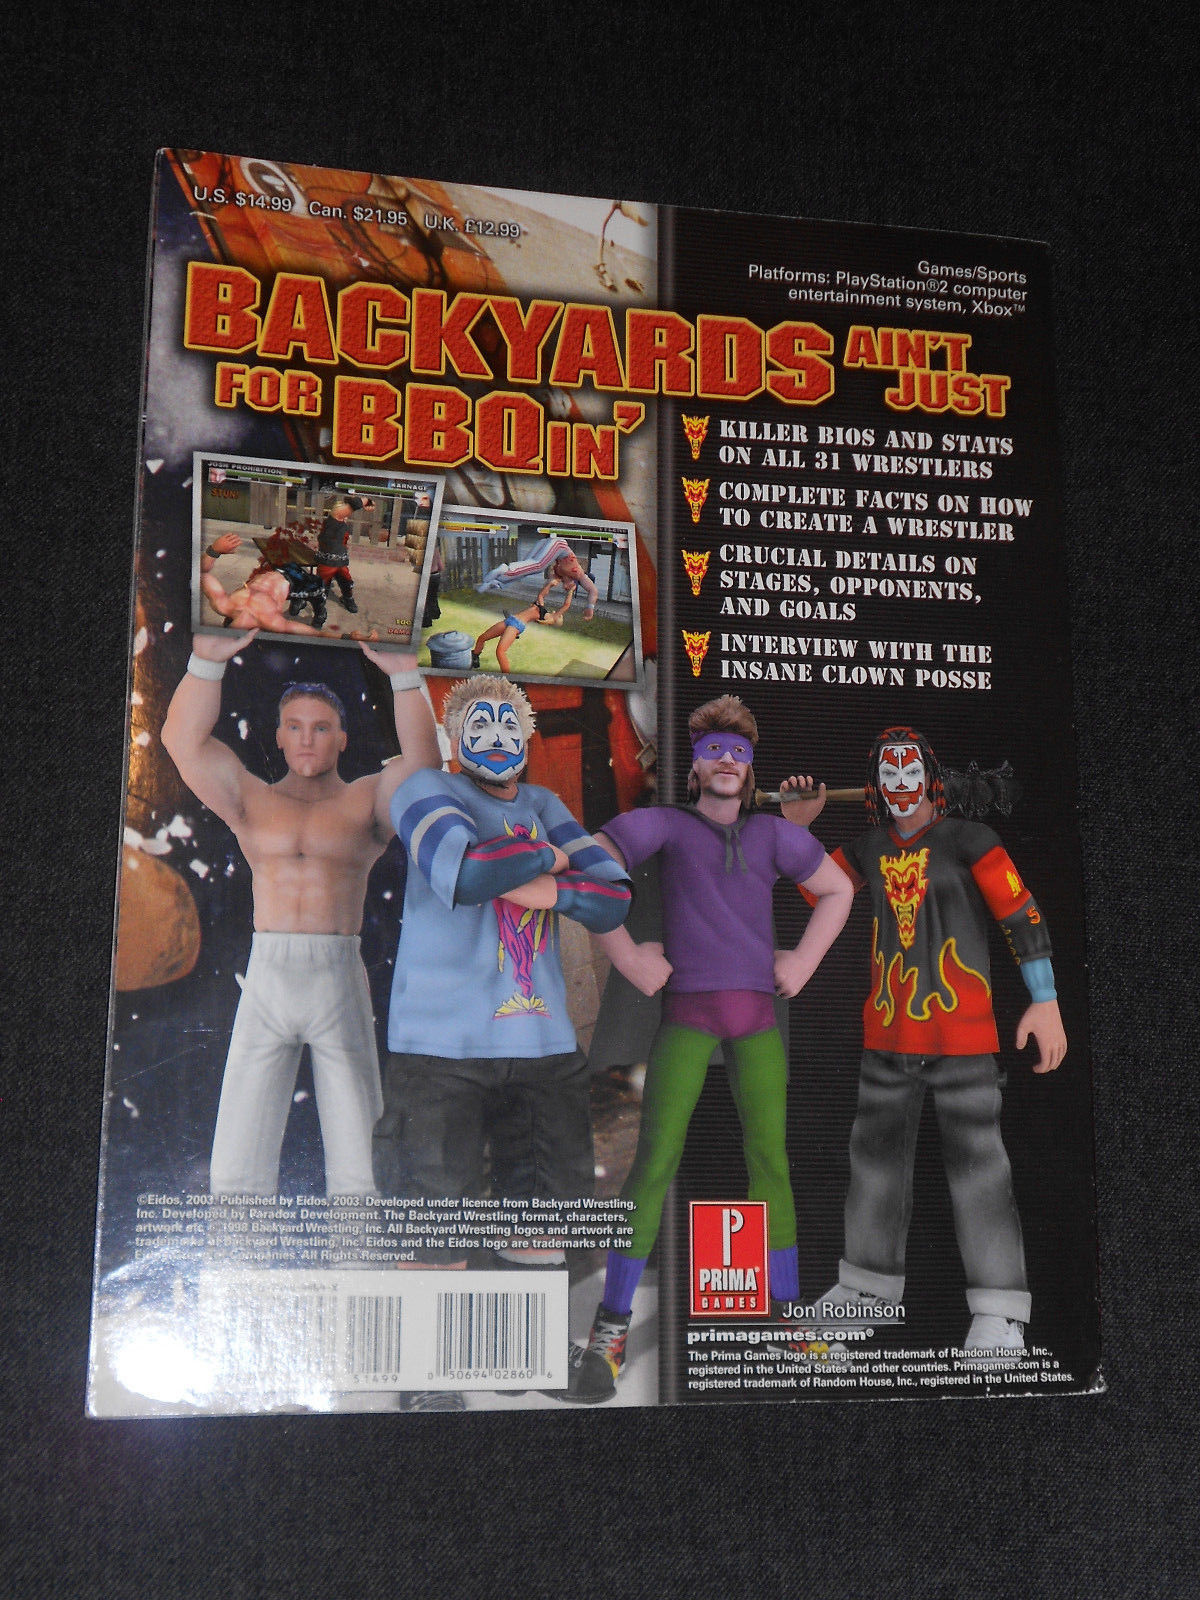 U.S. $14.99 Can. $21.95 U.K. £12.99
Games/Sports
Platforms: PlayStation®2 computer
entertainment system, Xbox™
BACKYARDS AIN'T JUST
FOR BBQIN'
KILLER BIOS AND STATS
ON ALL 31 WRESTLERS
COMPLETE FACTS ON HOW
TO CREATE A WRESTLER
CRUCIAL DETAILS ON
STAGES, OPPONENTS,
AND GOALS
INTERVIEW WITH THE
INSANE CLOWN POSSE
JOSH PROHIBITION
KARNAGE
STUN!
5
©Eidos, 2003. Published by Eidos, 2003. Developed under licence from Backyard Wrestling,
Inc. Developed by Paradox Development. The Backyard Wrestling format, characters,
artwork etc © 1998 Backyard Wrestling, Inc. All Backyard Wrestling logos and artwork are
trademarks of Backyard Wrestling, Inc. Eidos and the Eidos logo are trademarks of the
Companies. All Rights Reserved.
51499
0 50694 02860 6
PRIMA®
GAMES
Jon Robinson
primagames.com®
The Prima Games logo is a registered trademark of Random House, Inc.,
registered in the United States and other countries. Primagames.com is a
registered trademark of Random House, Inc., registered in the United States.